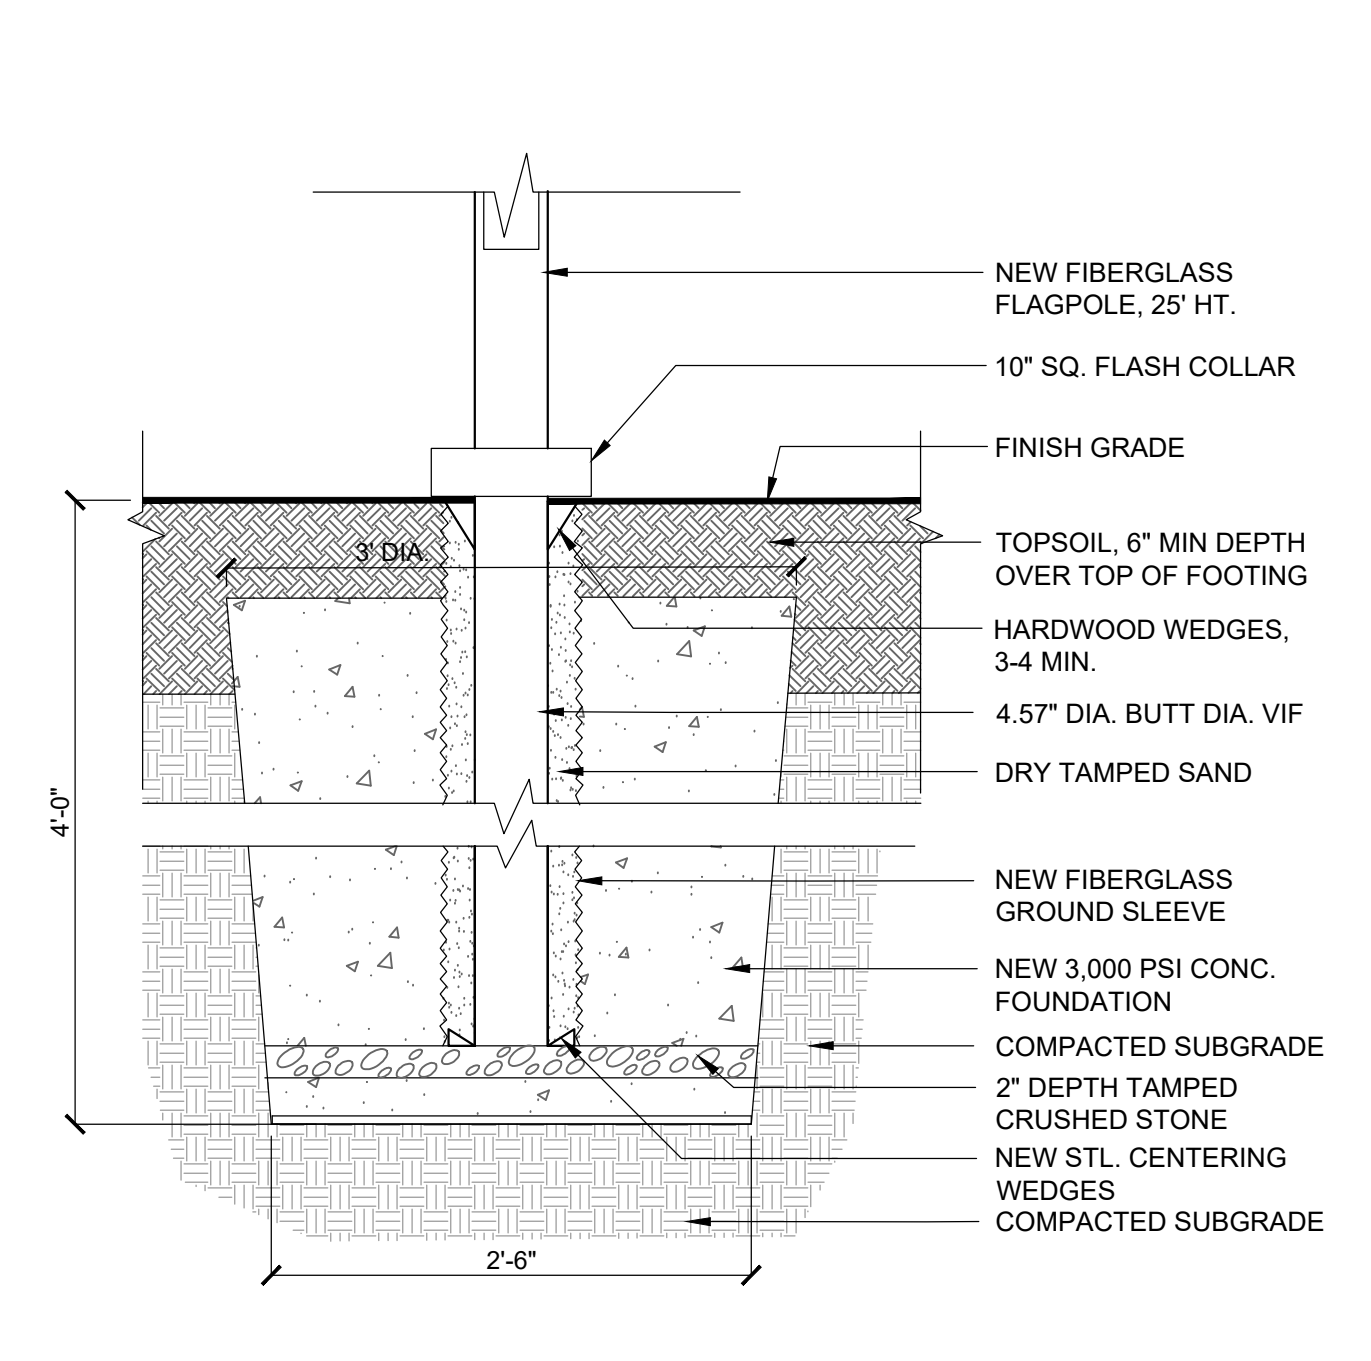 NEW FIBERGLASS
FLAGPOLE, 25' HT.
10" SQ. FLASH COLLAR
FINISH GRADE
TOPSOIL, 6" MIN DEPTH
OVER TOP OF FOOTING
3' DIA.
HARDWOOD WEDGES,
3-4 MIN.
4.57" DIA. BUTT DIA. VIF
DRY TAMPED SAND
4'-0"
NEW FIBERGLASS
GROUND SLEEVE
NEW 3,000 PSI CONC.
FOUNDATION
COMPACTED SUBGRADE
2" DEPTH TAMPED
CRUSHED STONE
NEW STL. CENTERING
WEDGES
COMPACTED SUBGRADE
2'-6"